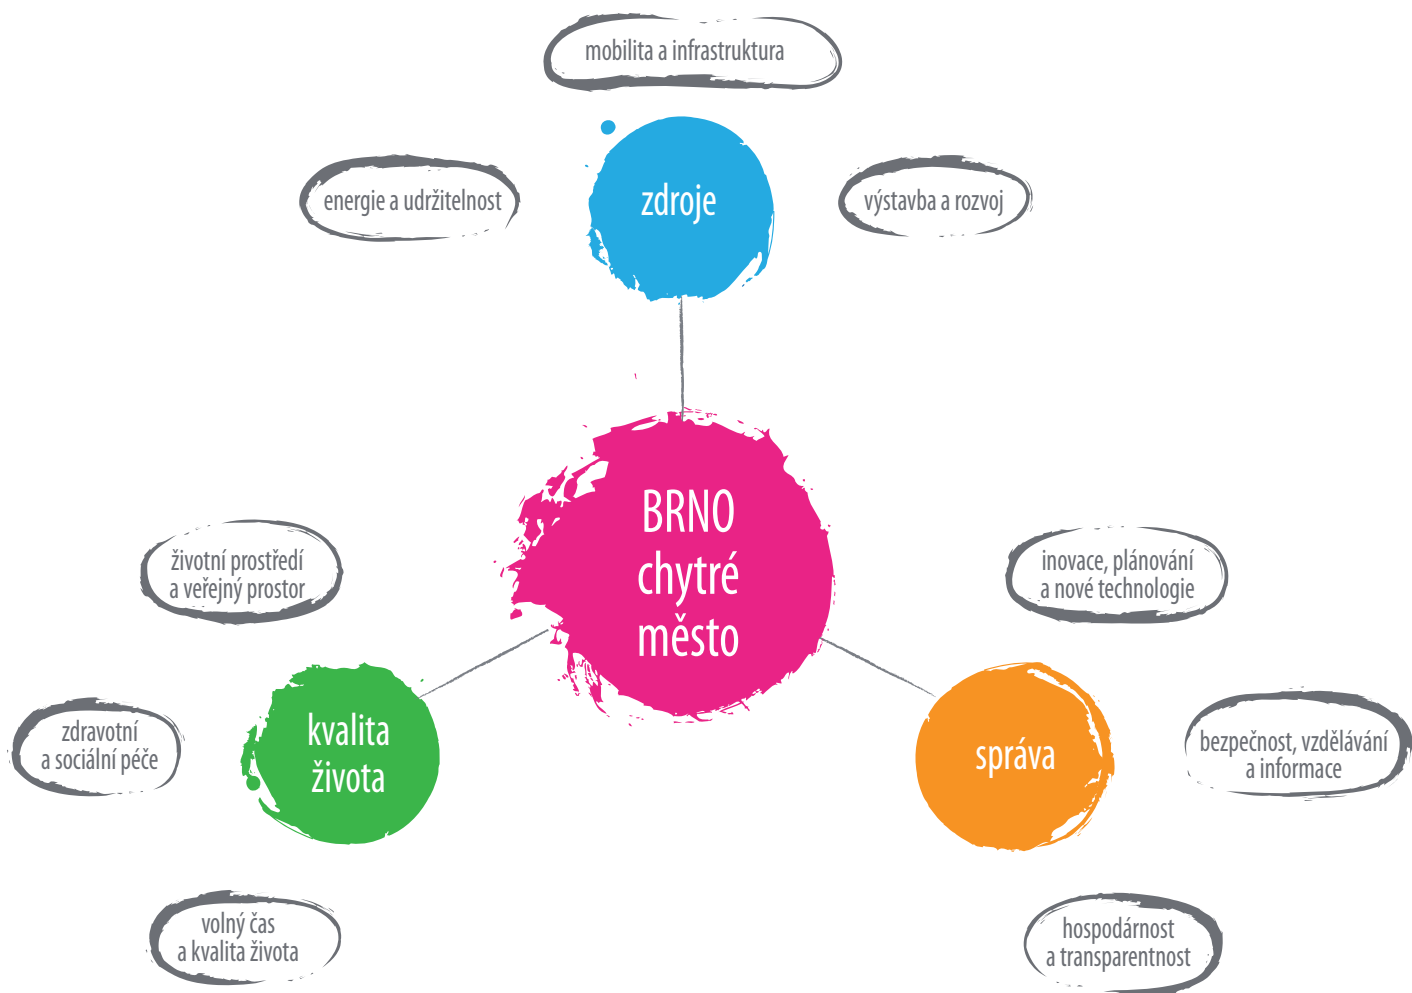 mobilita a infrastruktura
energie a udržitelnost
zdroje
výstavba a rozvoj
BRNO
chytré
město
životní prostředí
a veřejný prostor
zdravotní
a sociální péče
kvalita
života
volný čas
a kvalita života
inovace, plánování
a nové technologie
správa
bezpečnost, vzdělávání
a informace
hospodárnost
a transparentnost